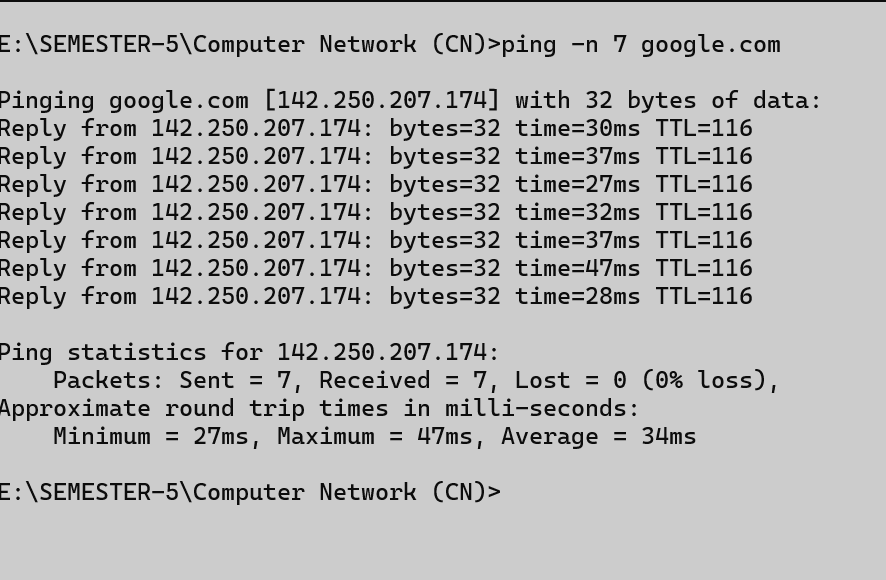 E:\SEMESTER-5\Computer Network (CN)>ping -n 7 google.com
Pinging google.com [142.250.207.174] with 32 bytes of data:
Reply from 142.250.207.174: bytes=32 time=30ms TTL=116
Reply from 142.250.207.174: bytes=32 time=37ms TTL=116
Reply from 142.250.207.174: bytes=32 time=27ms TTL=116
Reply from 142.250.207.174: bytes=32 time=32ms TTL=116
Reply from 142.250.207.174: bytes=32 time=37ms TTL=116
Reply from 142.250.207.174: bytes=32 time=47ms TTL=116
Reply from 142.250.207.174: bytes=32 time=28ms TTL=116
Ping statistics for 142.250.207.174:
    Packets: Sent = 7, Received = 7, Lost = 0 (0% loss),
Approximate round trip times in milli-seconds:
    Minimum = 27ms, Maximum = 47ms, Average = 34ms
E:\SEMESTER-5\Computer Network (CN)>